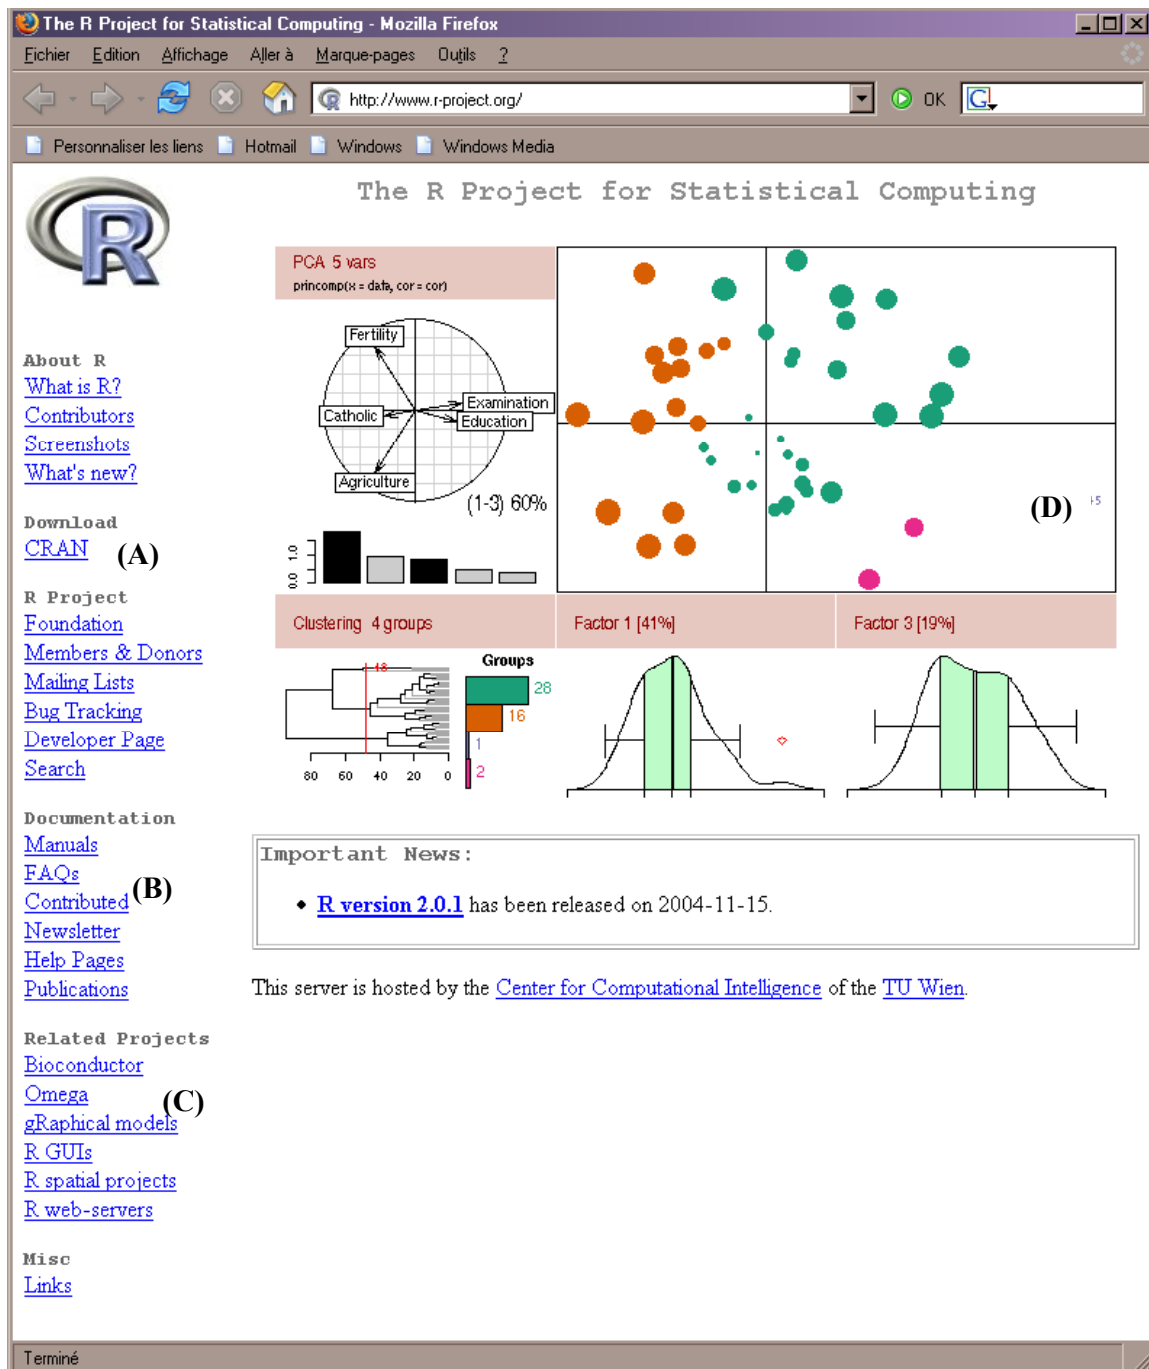 The R Project for Statistical Computing - Mozilla Firefox
Fichier Edition Affichage Aller à Marque-pages Outils ?
http://www.r-project.org/ OK G
Personnaliser les liens Hotmail Windows Windows Media
R
The R Project for Statistical Computing
PCA 5 vars
princomp(x = data, cor = cor)
Fertility
Examination
Catholic
Education
Agriculture
(1-3) 60%
1.0
0.0
(D) 45
Clustering 4 groups
Factor 1 [41%]
Factor 3 [19%]
48
Groups
28
16
1
2
80 60 40 20 0
About R
What is R?
Contributors
Screenshots
What's new?
Download
CRAN (A)
R Project
Foundation
Members & Donors
Mailing Lists
Bug Tracking
Developer Page
Search
Documentation
Manuals
FAQs
(B)
Contributed
Newsletter
Help Pages
Publications
Related Projects
Bioconductor
Omega
(C)
gRaphical models
R GUIs
R spatial projects
R web-servers
Misc
Links
Important News:
R version 2.0.1 has been released on 2004-11-15.
This server is hosted by the Center for Computational Intelligence of the TU Wien.
Terminé